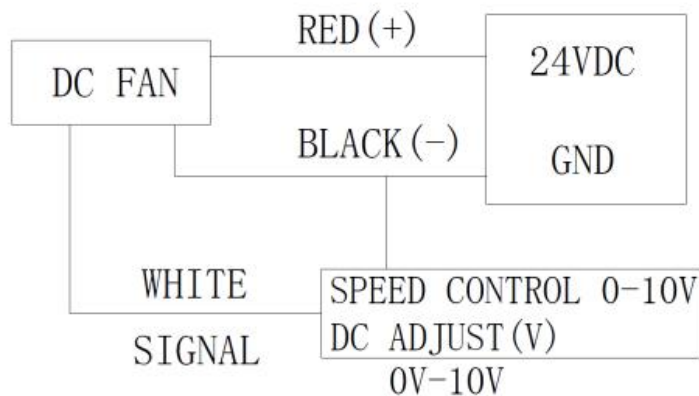 RED(+)
DC FAN
24VDC
BLACK(-)
GND
WHITE
SIGNAL
SPEED CONTROL 0-10V
DC ADJUST(V)
0V-10V